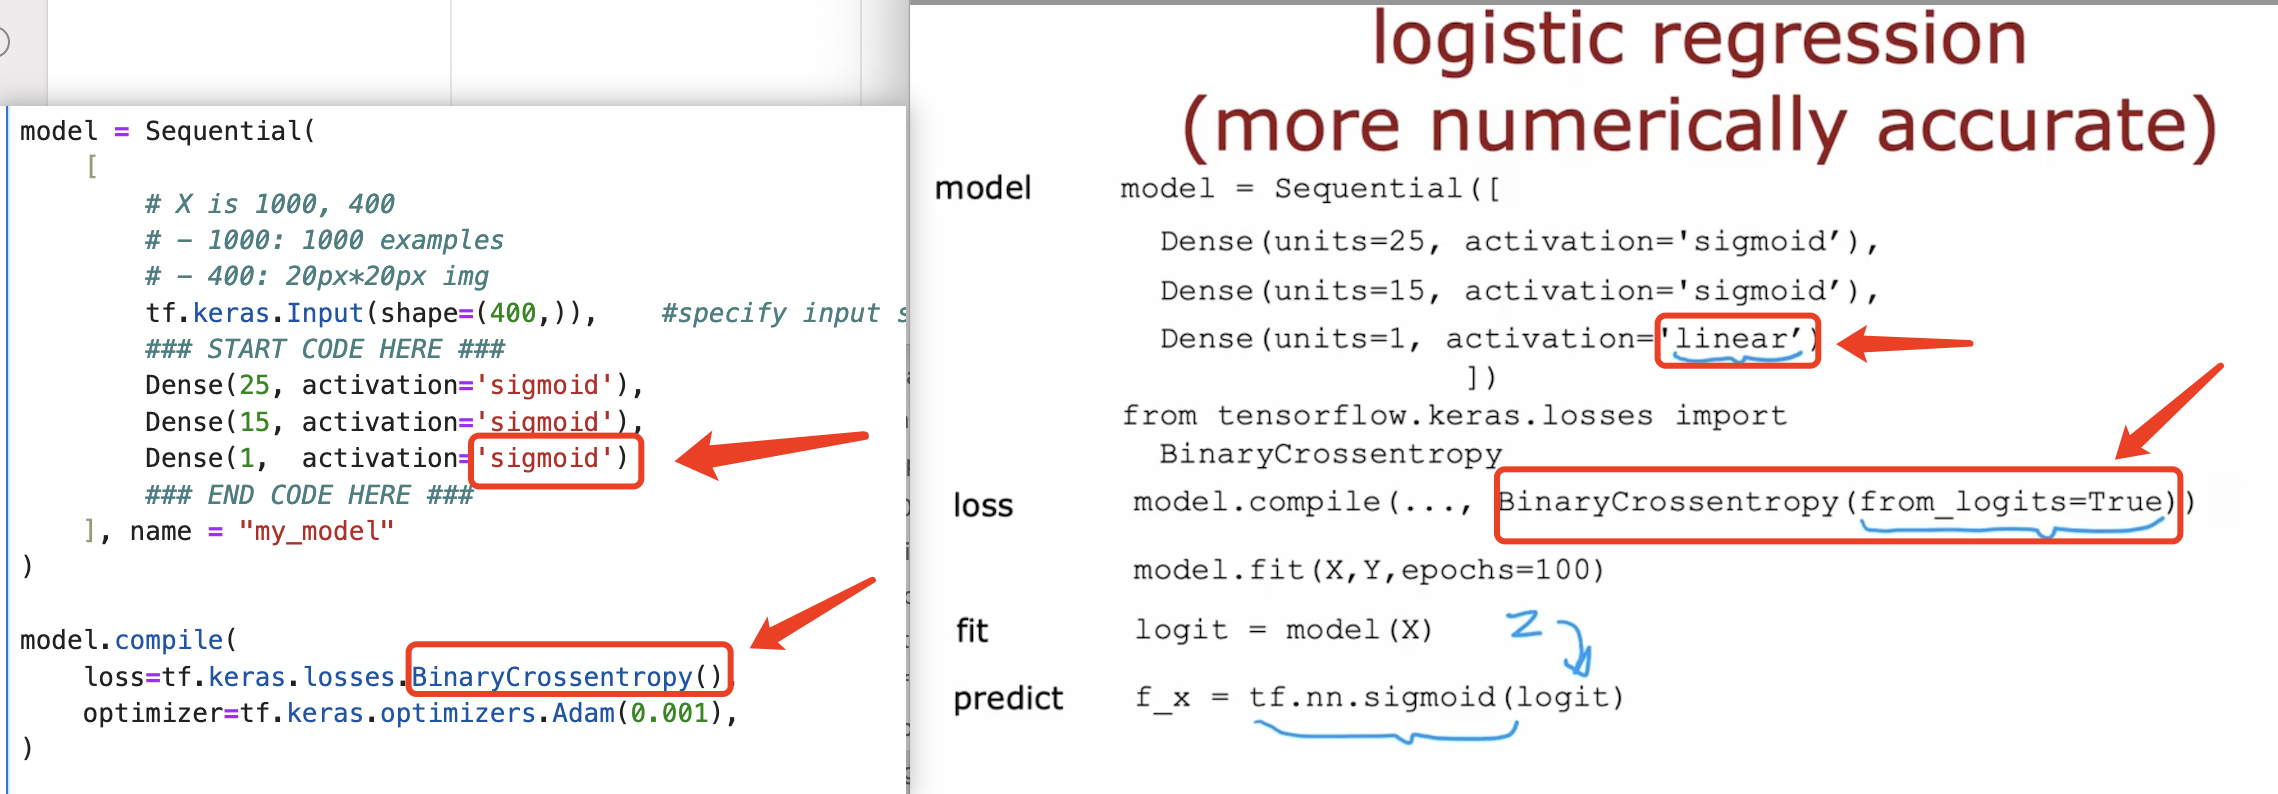 model = Sequential(
[
# X is 1000, 400
# - 1000: 1000 examples
# - 400: 20px*20px img
tf.keras.Input(shape=(400,)), #specify input s
### START CODE HERE ###
Dense(25, activation='sigmoid'),
Dense(15, activation='sigmoid'),
Dense(1, activation='sigmoid')
### END CODE HERE ###
], name = "my_model"
)
model.compile(
loss=tf.keras.losses.BinaryCrossentropy(),
optimizer=tf.keras.optimizers.Adam(0.001),
)
logistic regression
(more numerically accurate)
model model = Sequential([
Dense(units=25, activation='sigmoid’),
Dense(units=15, activation='sigmoid’),
Dense(units=1, activation='linear’)
])
from tensorflow.keras.losses import
BinaryCrossentropy
loss model.compile(..., BinaryCrossentropy(from_logits=True))
model.fit(X,Y,epochs=100)
fit logit = model(X) z
predict f_x = tf.nn.sigmoid(logit)